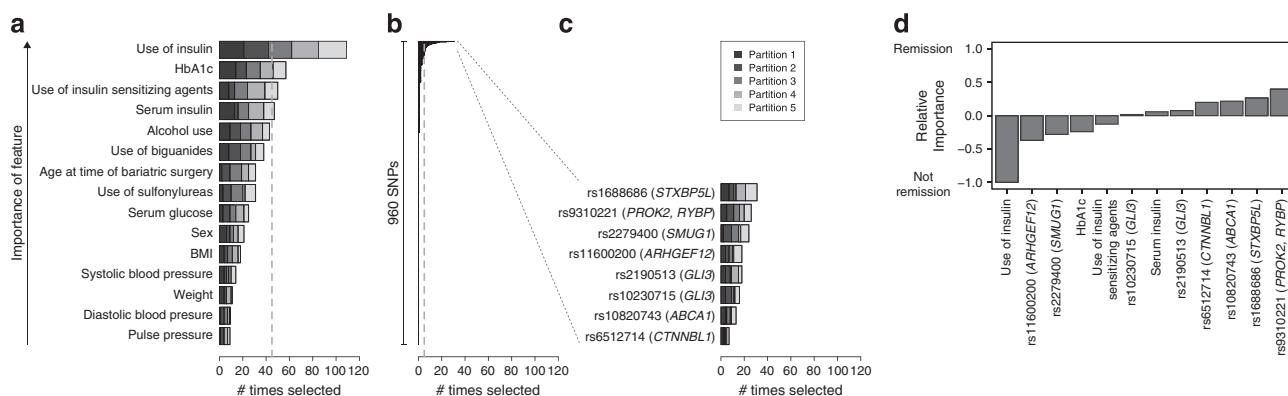 a
Importance of feature
Use of insulin
HbA1c
Use of insulin sensitizing agents
Serum insulin
Alcohol use
Use of biguanides
Age at time of bariatric surgery
Use of sulfonylureas
Serum glucose
Sex
BMI
Systolic blood pressure
Weight
Diastolic blood presure
Pulse pressure
0 20 40 60 80 100 120
# times selected
b
960 SNPs
0 20 40 60 80 100 120
# times selected
c
Partition 1
Partition 2
Partition 3
Partition 4
Partition 5
rs1688686 (STXBP5L)
rs9310221 (PROK2, RYBP)
rs2279400 (SMUG1)
rs11600200 (ARHGEF12)
rs2190513 (GLI3)
rs10230715 (GLI3)
rs10820743 (ABCA1)
rs6512714 (CTNNBL1)
0 20 40 60 80 100 120
# times selected
d
Remission
Relative
Importance
Not
remission
1.0
0.5
0.0
−0.5
−1.0
Use of insulin
rs11600200 (ARHGEF12)
rs2279400 (SMUG1)
HbA1c
Use of insulin
sensitizing agents
rs10230715 (GLI3)
Serum insulin
rs2190513 (GLI3)
rs6512714 (CTNNBL1)
rs10820743 (ABCA1)
rs1688686 (STXBP5L)
rs9310221 (PROK2, RYBP)